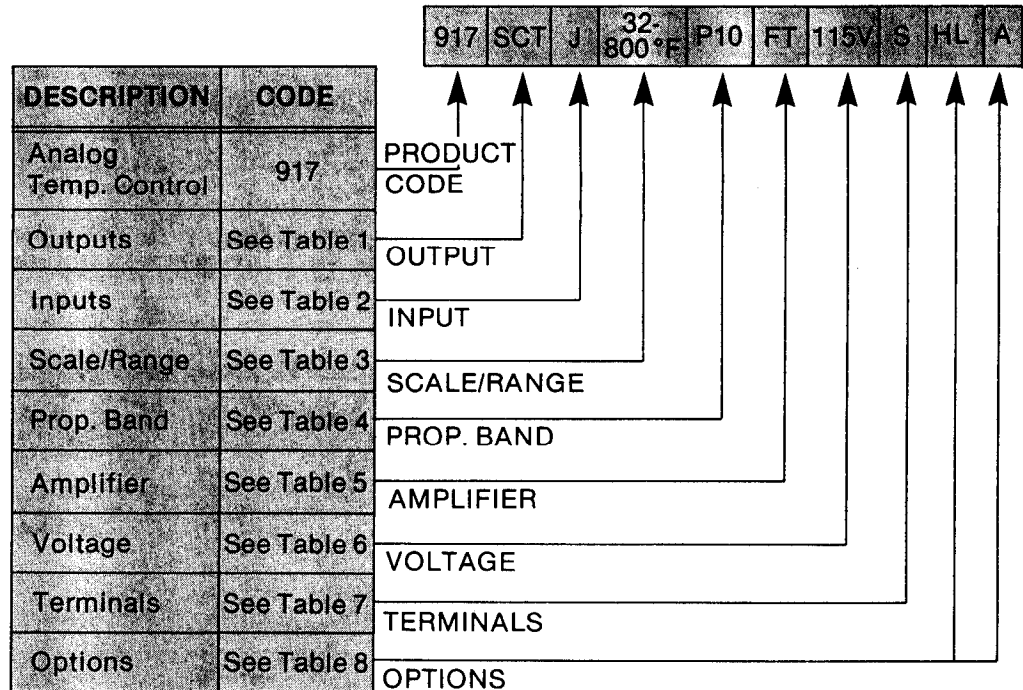 917 SCT J 32-800°F P10 FT 115V S HL A
DESCRIPTION CODE
Analog Temp. Control 917
PRODUCT CODE
Outputs See Table 1
OUTPUT
Inputs See Table 2
INPUT
Scale/Range See Table 3
SCALE/RANGE
Prop. Band See Table 4
PROP. BAND
Amplifier See Table 5
AMPLIFIER
Voltage See Table 6
VOLTAGE
Terminals See Table 7
TERMINALS
Options See Table 8
OPTIONS